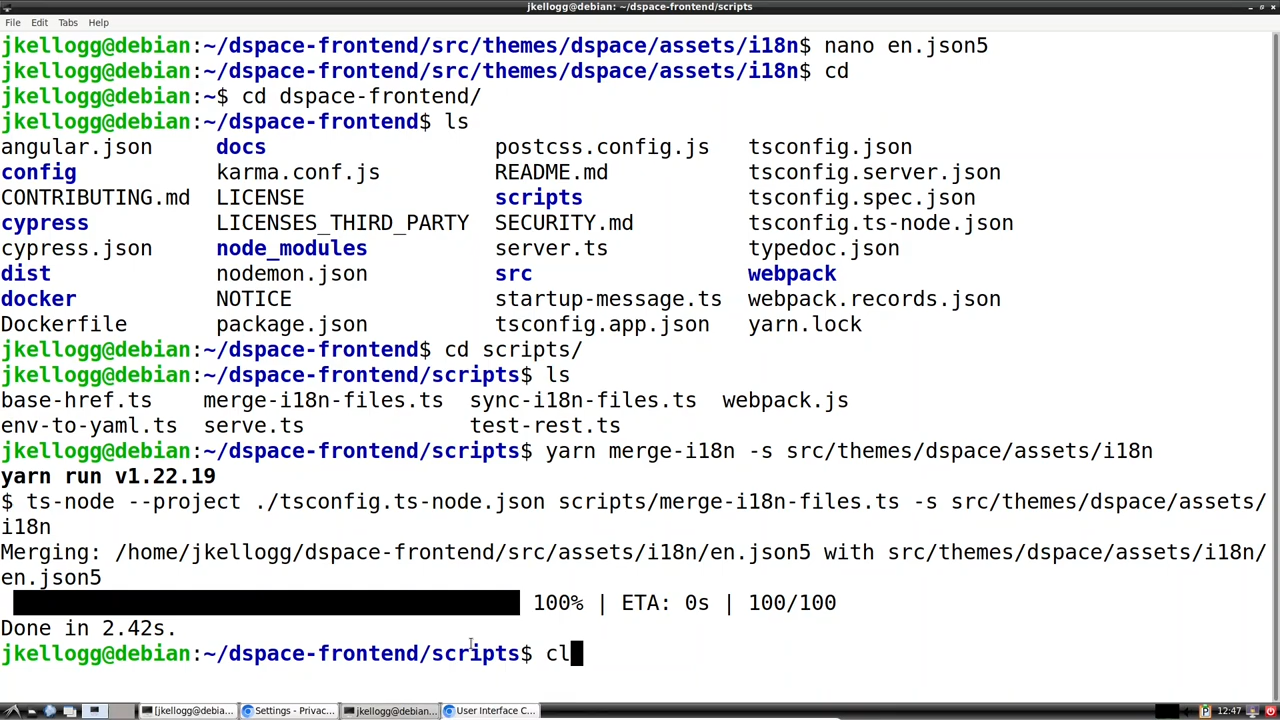 jkellogg@debian: ~/dspace-frontend/scripts
File Edit Tabs Help
jkellogg@debian:~/dspace-frontend/src/themes/dspace/assets/i18n$ nano en.json5
jkellogg@debian:~/dspace-frontend/src/themes/dspace/assets/i18n$ cd
jkellogg@debian:~$ cd dspace-frontend/
jkellogg@debian:~/dspace-frontend$ ls
angular.json docs postcss.config.js tsconfig.json
config karma.conf.js README.md tsconfig.server.json
CONTRIBUTING.md LICENSE scripts tsconfig.spec.json
cypress LICENSES_THIRD_PARTY SECURITY.md tsconfig.ts-node.json
cypress.json node_modules server.ts typedoc.json
dist nodemon.json src webpack
docker NOTICE startup-message.ts webpack.records.json
Dockerfile package.json tsconfig.app.json yarn.lock
jkellogg@debian:~/dspace-frontend$ cd scripts/
jkellogg@debian:~/dspace-frontend/scripts$ ls
base-href.ts merge-i18n-files.ts sync-i18n-files.ts webpack.js
env-to-yaml.ts serve.ts test-rest.ts
jkellogg@debian:~/dspace-frontend/scripts$ yarn merge-i18n -s src/themes/dspace/assets/i18n
yarn run v1.22.19
$ ts-node --project ./tsconfig.ts-node.json scripts/merge-i18n-files.ts -s src/themes/dspace/assets/
i18n
Merging: /home/jkellogg/dspace-frontend/src/assets/i18n/en.json5 with src/themes/dspace/assets/i18n/
en.json5
100% | ETA: 0s | 100/100
Done in 2.42s.
jkellogg@debian:~/dspace-frontend/scripts$ cl
[jkellogg@debia... Settings - Privac... jkellogg@debian... User Interface C... 12:47